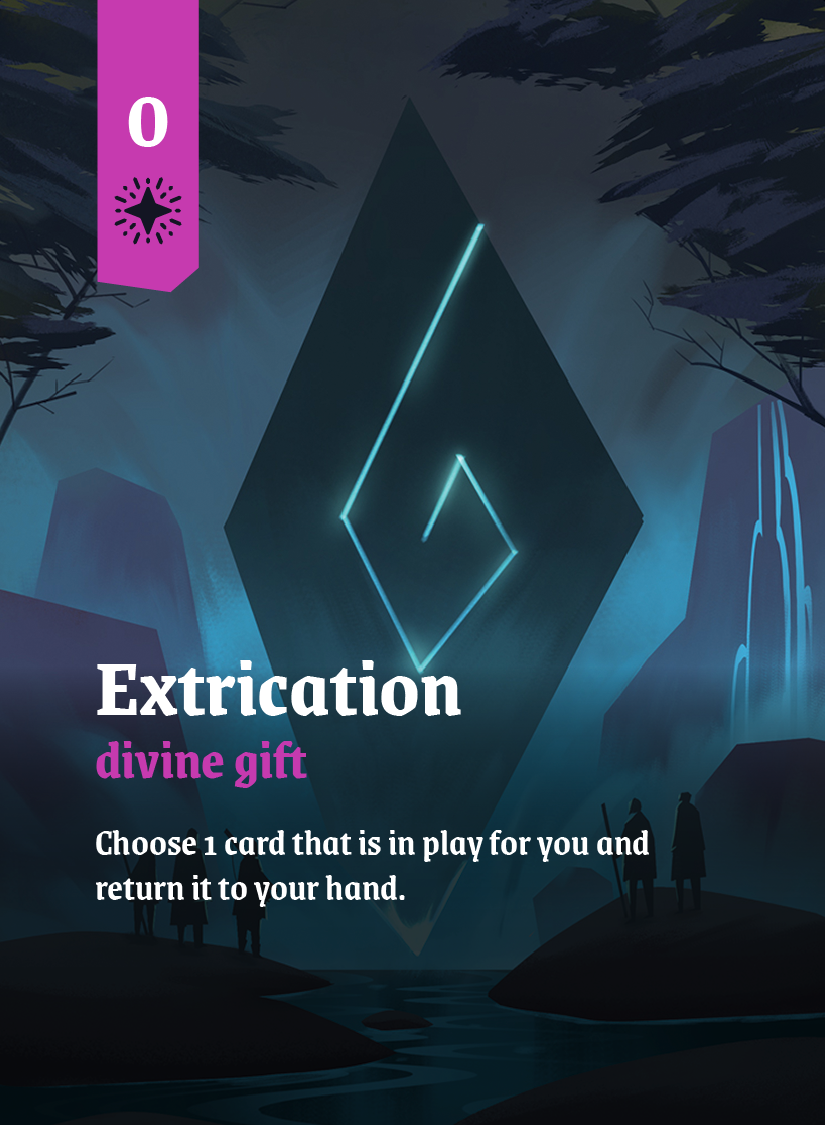 0
Extrication
divine gift
Choose 1 card that is in play for you and
return it to your hand.